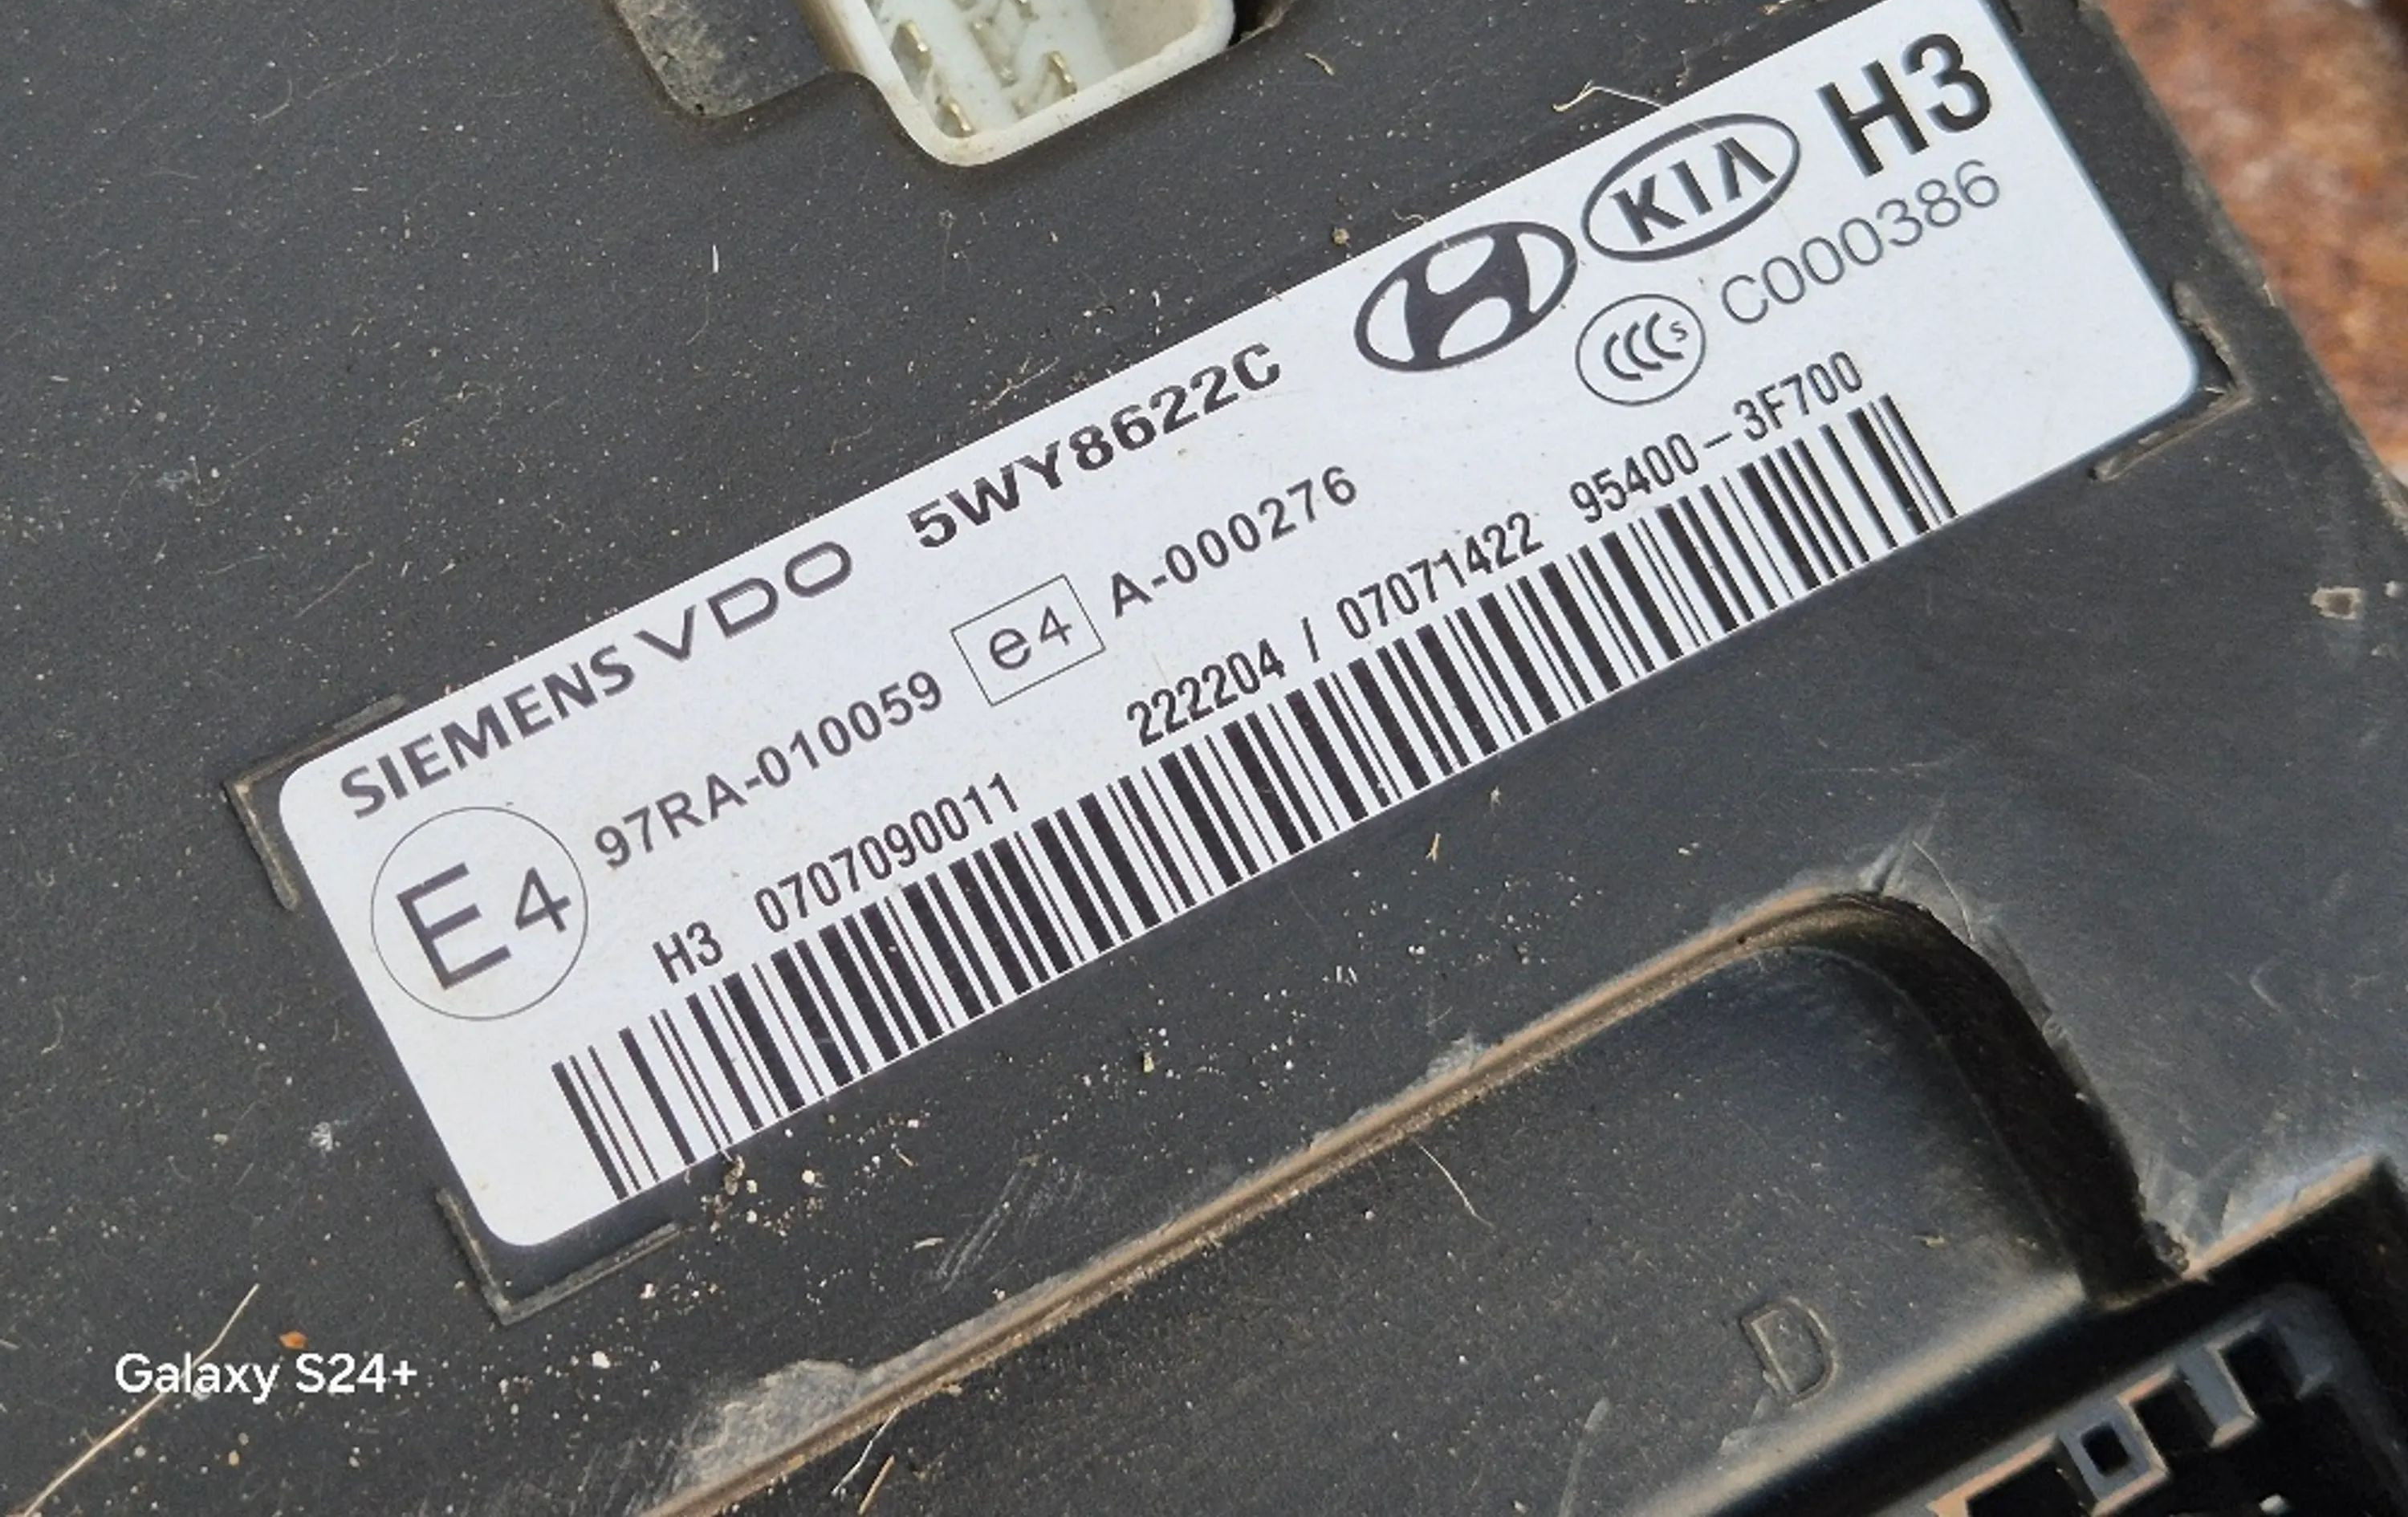 SIEMENS VDO 5WY8622C KIA H3
E4 97RA-010059 e4 A-000276 CCCS C000386
H3 0707090011 222204 / 07071422 95400-3F700
D
Galaxy S24+